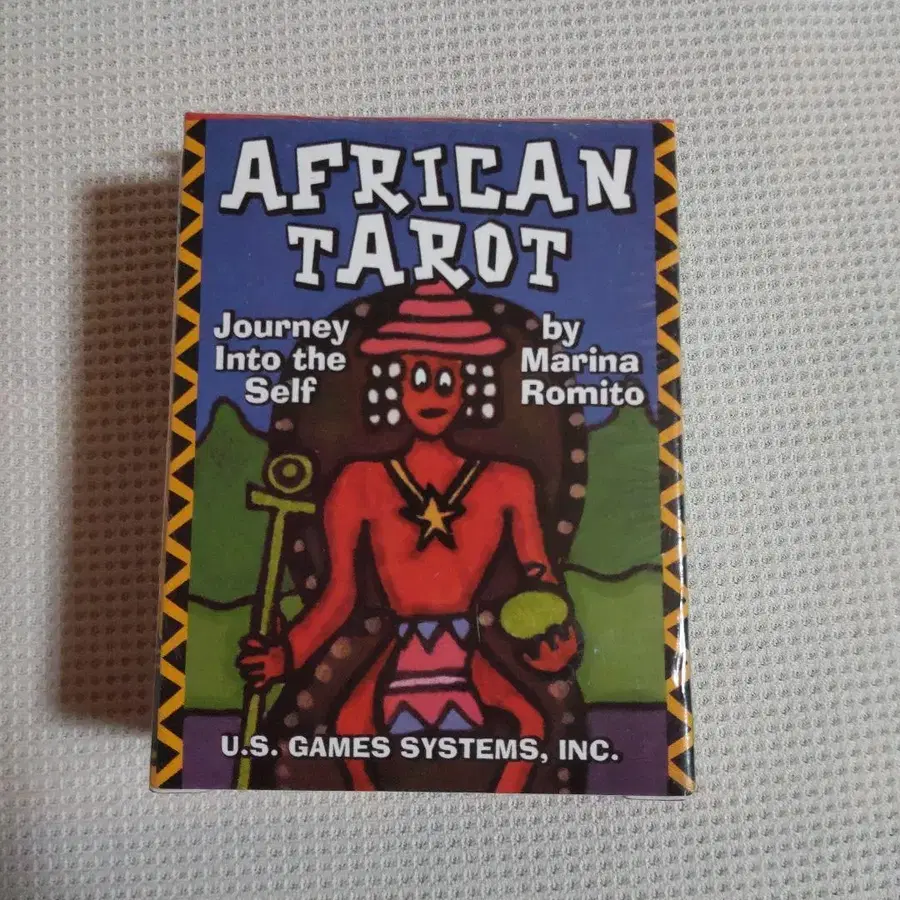 AFRICAN
TAROT
Journey
Into the
Self
by
Marina
Romito
U.S. GAMES SYSTEMS, INC.